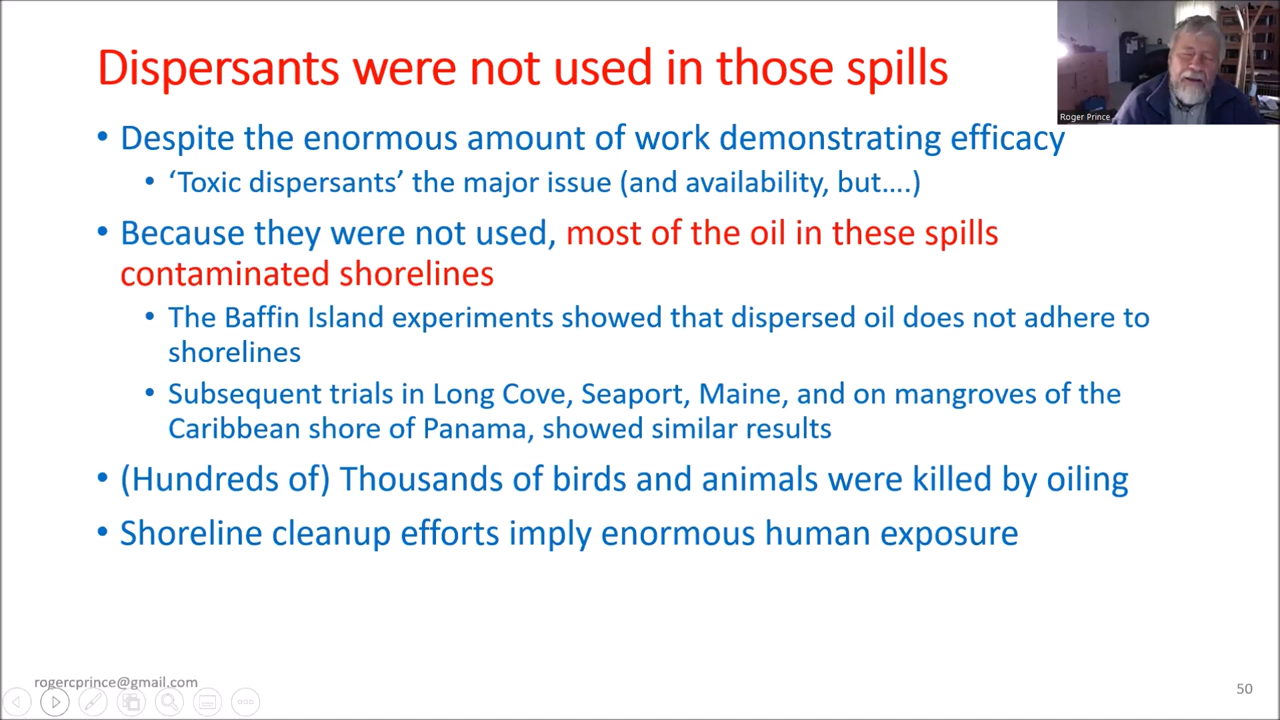 Dispersants were not used in those spills
Roger Prince
• Despite the enormous amount of work demonstrating efficacy
• ‘Toxic dispersants’ the major issue (and availability, but….)
• Because they were not used, most of the oil in these spills
contaminated shorelines
• The Baffin Island experiments showed that dispersed oil does not adhere to
shorelines
• Subsequent trials in Long Cove, Seaport, Maine, and on mangroves of the
Caribbean shore of Panama, showed similar results
• (Hundreds of) Thousands of birds and animals were killed by oiling
• Shoreline cleanup efforts imply enormous human exposure
rogercprince@gmail.com
50